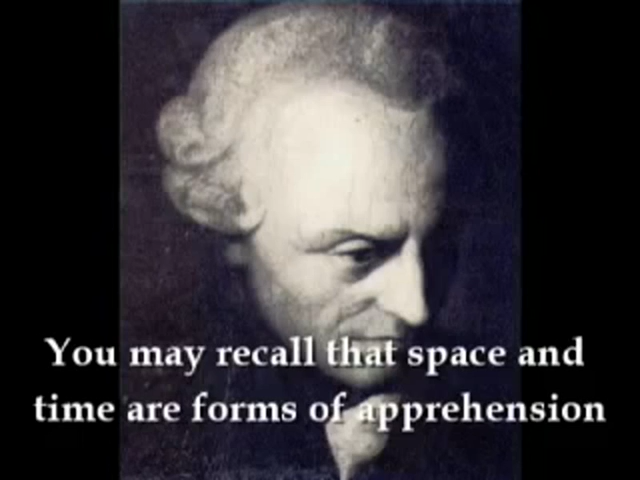 You may recall that space and
time are forms of apprehension